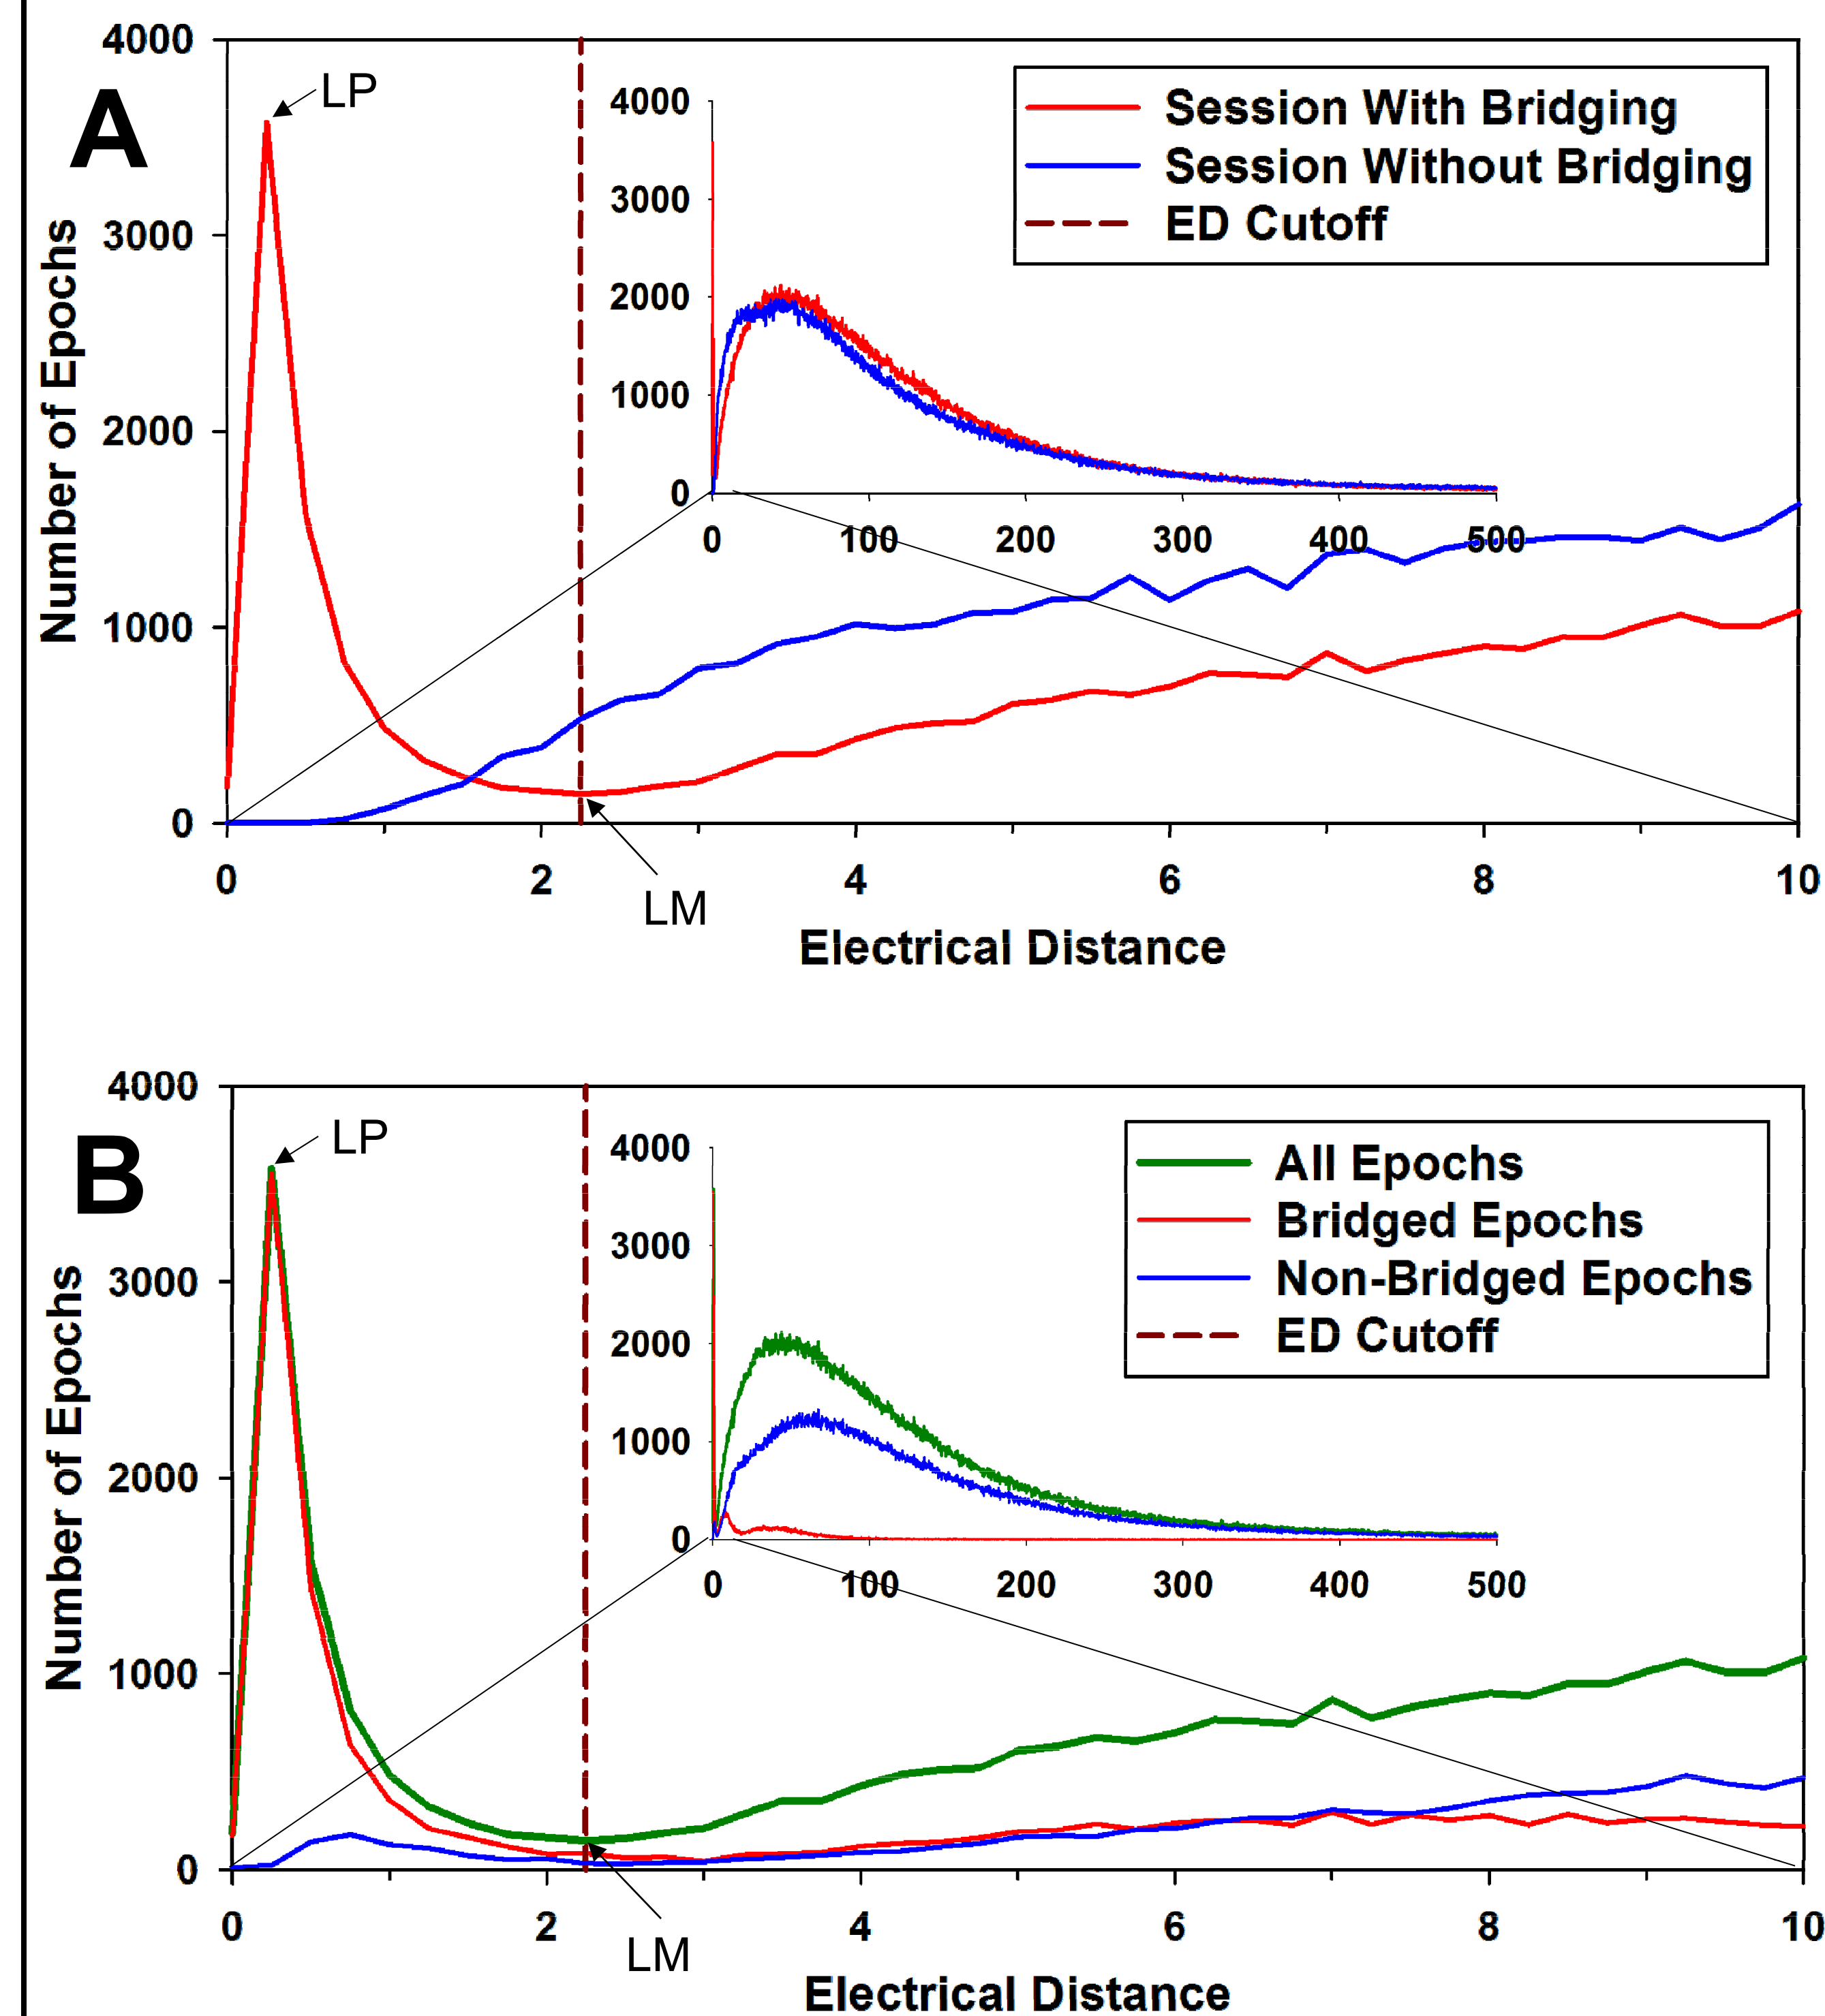 A
Number of Epochs
4000
3000
2000
1000
0
LP
LM
0 2 4 6 8 10
Electrical Distance
4000
3000
2000
1000
0
0 100 200 300 400 500
Session With Bridging
Session Without Bridging
ED Cutoff
B
Number of Epochs
4000
3000
2000
1000
0
LP
LM
0 2 4 6 8 10
Electrical Distance
4000
3000
2000
1000
0
0 100 200 300 400 500
All Epochs
Bridged Epochs
Non-Bridged Epochs
ED Cutoff